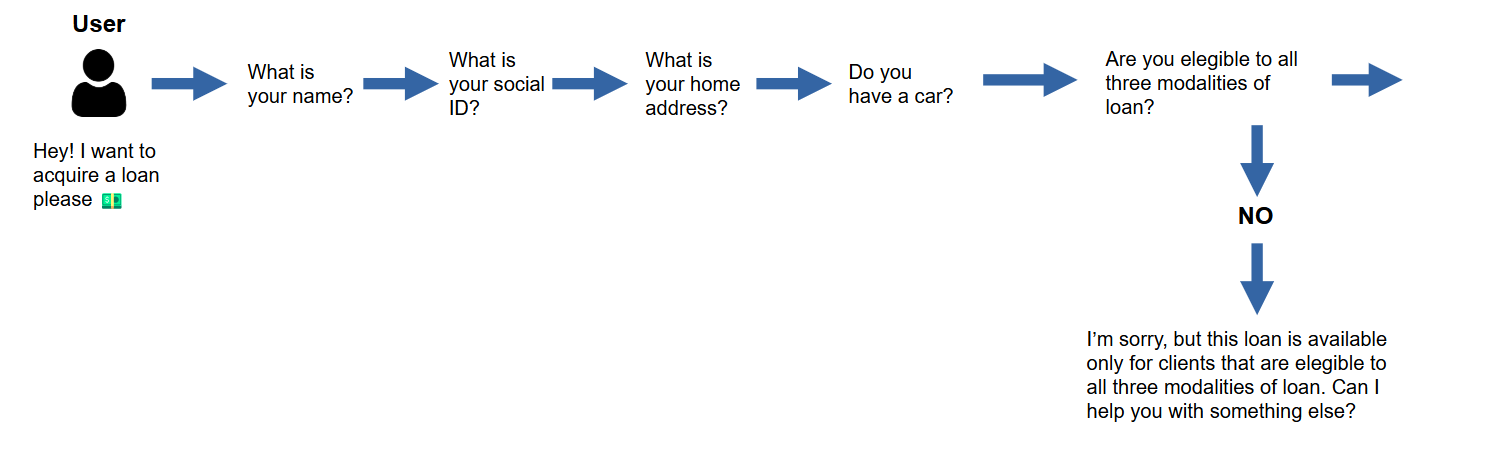 User
Hey! I want to
acquire a loan
please 💵
What is
your name?
What is
your social
ID?
What is
your home
address?
Do you
have a car?
Are you elegible to all
three modalities of
loan?
NO
I’m sorry, but this loan is available
only for clients that are elegible to
all three modalities of loan. Can I
help you with something else?